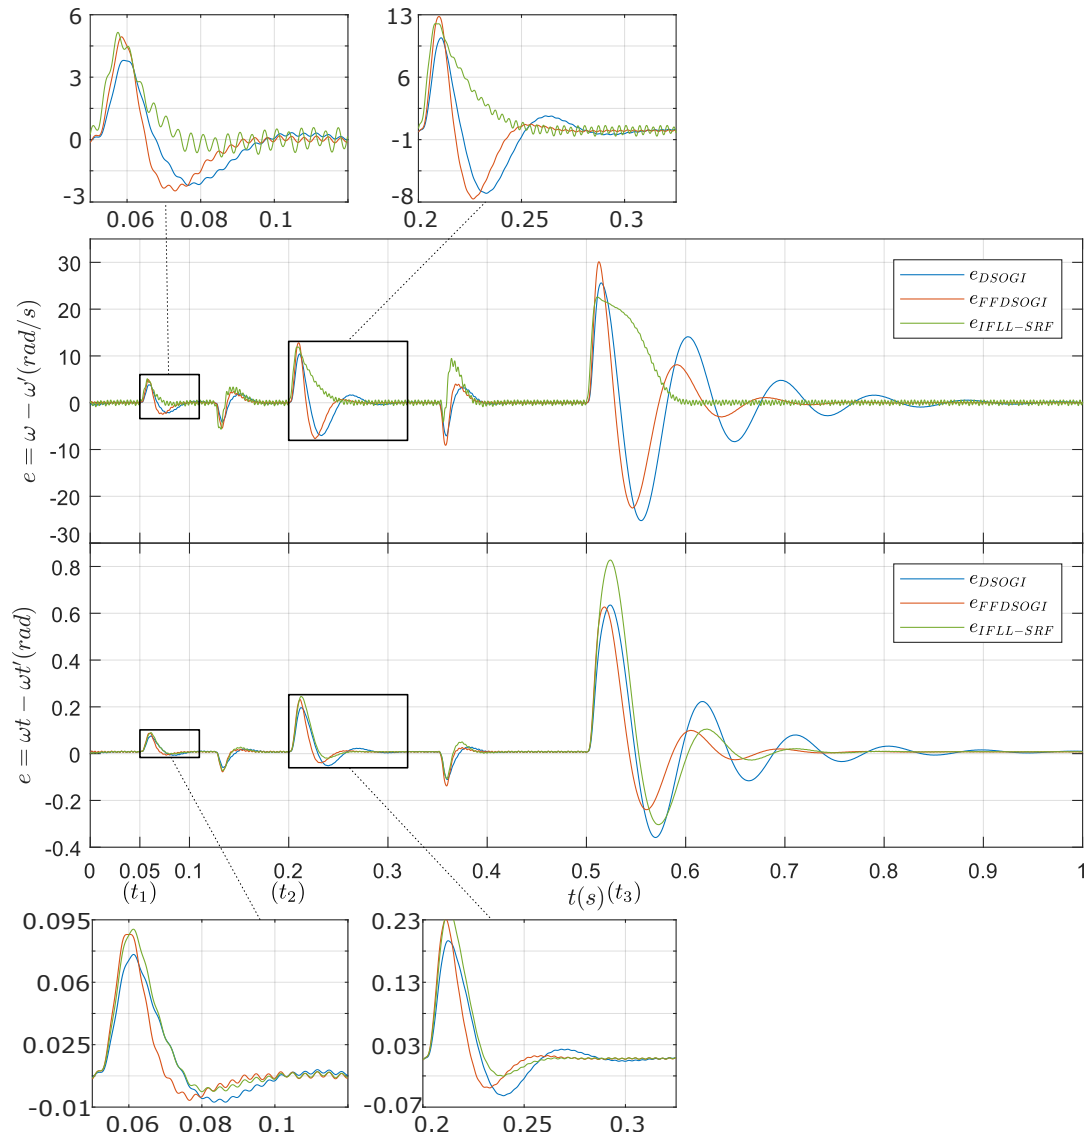 6
3
0
-3
0.06 0.08 0.1
13
6
-1
-8
0.2 0.25 0.3
e = ω − ω′(rad/s)
30
20
10
0
-10
-20
-30
e_DSOGI
e_FFDSOGI
e_IFLL−SRF
e = ωt − ωt′(rad)
0.8
0.6
0.4
0.2
0
-0.2
-0.4
e_DSOGI
e_FFDSOGI
e_IFLL−SRF
0 0.05 0.1 0.2 0.3 0.4 0.5 0.6 0.7 0.8 0.9 1
(t₁) (t₂) t(s) (t₃)
0.095
0.06
0.025
-0.01
0.06 0.08 0.1
0.23
0.13
0.03
-0.07
0.2 0.25 0.3